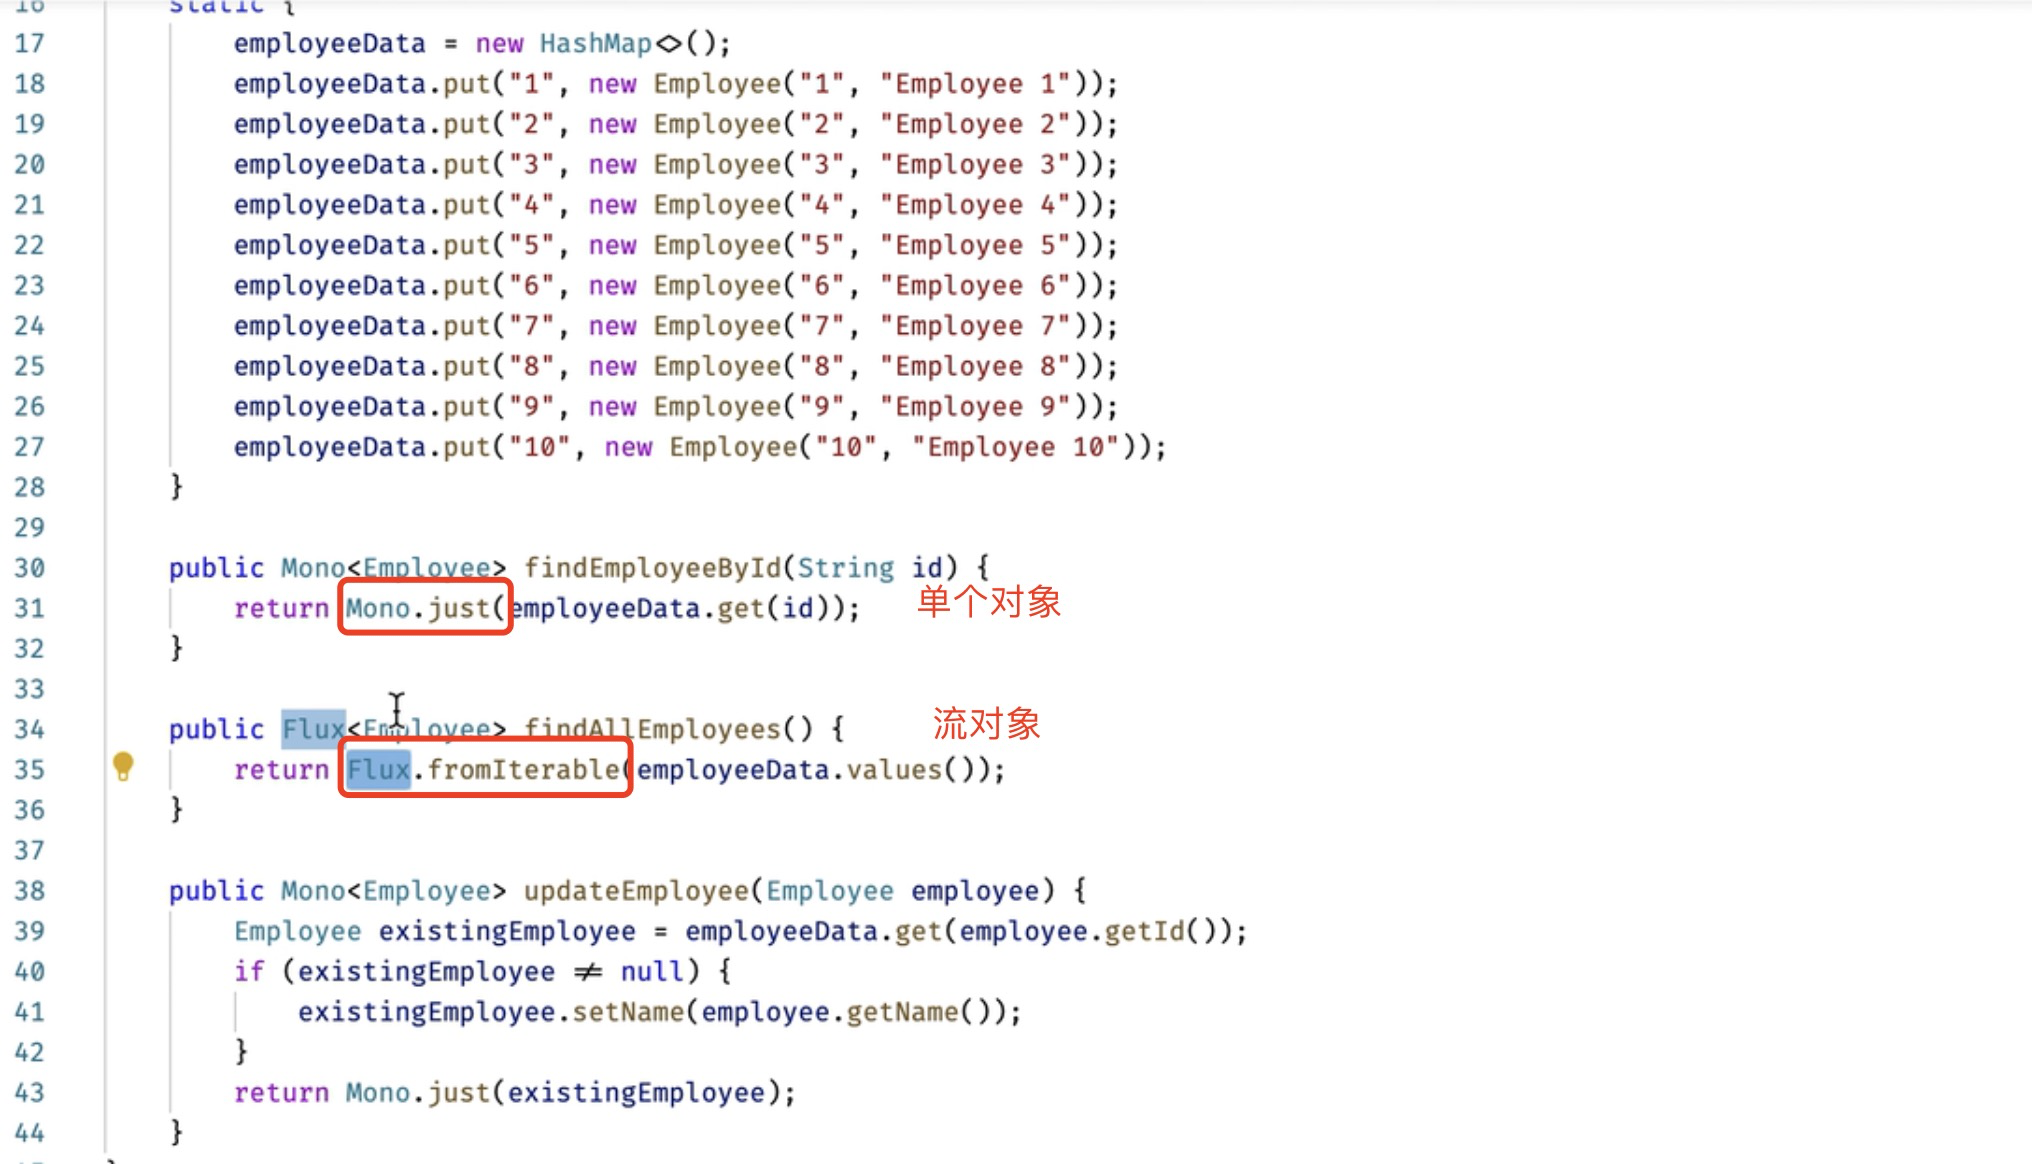 16 static {
17 employeeData = new HashMap<>();
18 employeeData.put("1", new Employee("1", "Employee 1"));
19 employeeData.put("2", new Employee("2", "Employee 2"));
20 employeeData.put("3", new Employee("3", "Employee 3"));
21 employeeData.put("4", new Employee("4", "Employee 4"));
22 employeeData.put("5", new Employee("5", "Employee 5"));
23 employeeData.put("6", new Employee("6", "Employee 6"));
24 employeeData.put("7", new Employee("7", "Employee 7"));
25 employeeData.put("8", new Employee("8", "Employee 8"));
26 employeeData.put("9", new Employee("9", "Employee 9"));
27 employeeData.put("10", new Employee("10", "Employee 10"));
28 }
29
30 public Mono<Employee> findEmployeeById(String id) {
31 return Mono.just(employeeData.get(id)); 单个对象
32 }
33
34 public Flux<Employee> findAllEmployees() { 流对象
35 return Flux.fromIterable(employeeData.values());
36 }
37
38 public Mono<Employee> updateEmployee(Employee employee) {
39 Employee existingEmployee = employeeData.get(employee.getId());
40 if (existingEmployee ≠ null) {
41 existingEmployee.setName(employee.getName());
42 }
43 return Mono.just(existingEmployee);
44 }